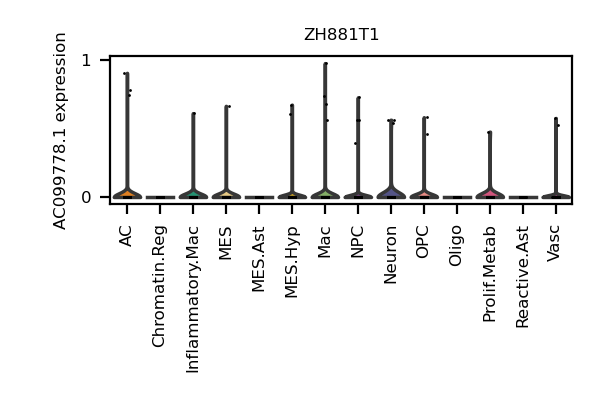 ZH881T1
AC099778.1 expression
1
0
AC
Chromatin.Reg
Inflammatory.Mac
MES
MES.Ast
MES.Hyp
Mac
NPC
Neuron
OPC
Oligo
Prolif.Metab
Reactive.Ast
Vasc